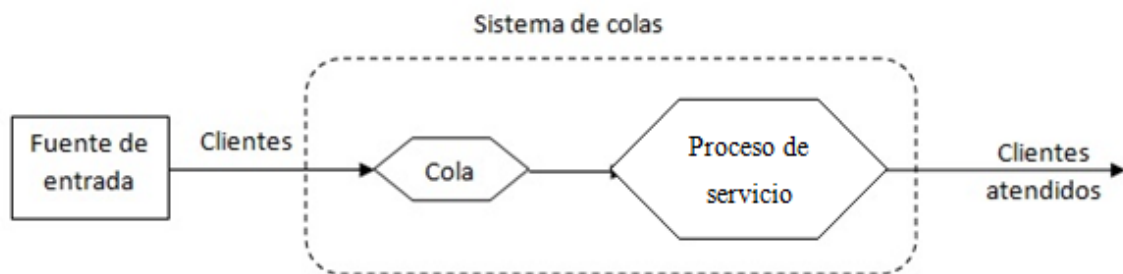 Sistema de colas
Fuente de
entrada
Clientes
Cola
Proceso de
servicio
Clientes
atendidos